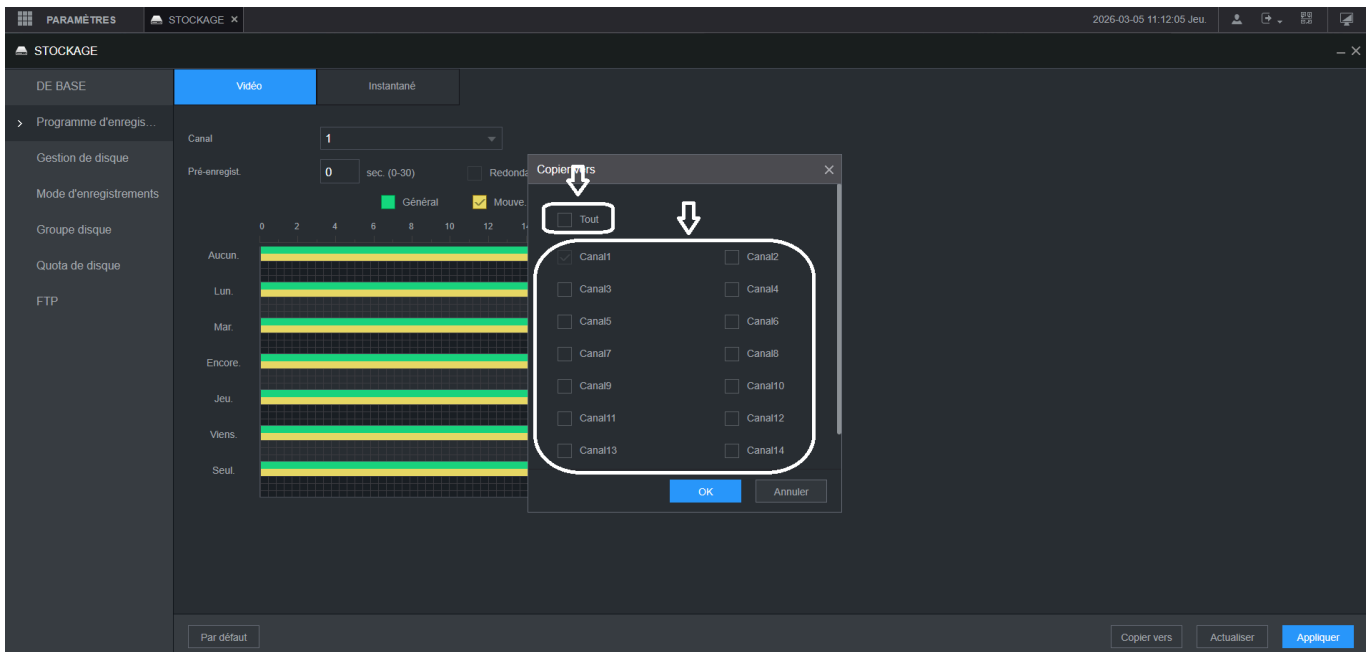 PARAMÈTRES STOCKAGE × 2026-03-05 11:12:05 Jeu.
STOCKAGE
DE BASE
Programme d'enregis...
Gestion de disque
Mode d'enregistrements
Groupe disque
Quota de disque
FTP
Vidéo Instantané
Canal 1
Pré-enregist. 0 sec. (0-30)
Général Mouve.
0 2 4 6 8 10 12
Aucun.
Lun.
Mar.
Encore.
Jeu.
Viens.
Seul.
Copier vers
Tout
Canal1 Canal2
Canal3 Canal4
Canal5 Canal6
Canal7 Canal8
Canal9 Canal10
Canal11 Canal12
Canal13 Canal14
OK Annuler
Par défaut Copier vers Actualiser Appliquer